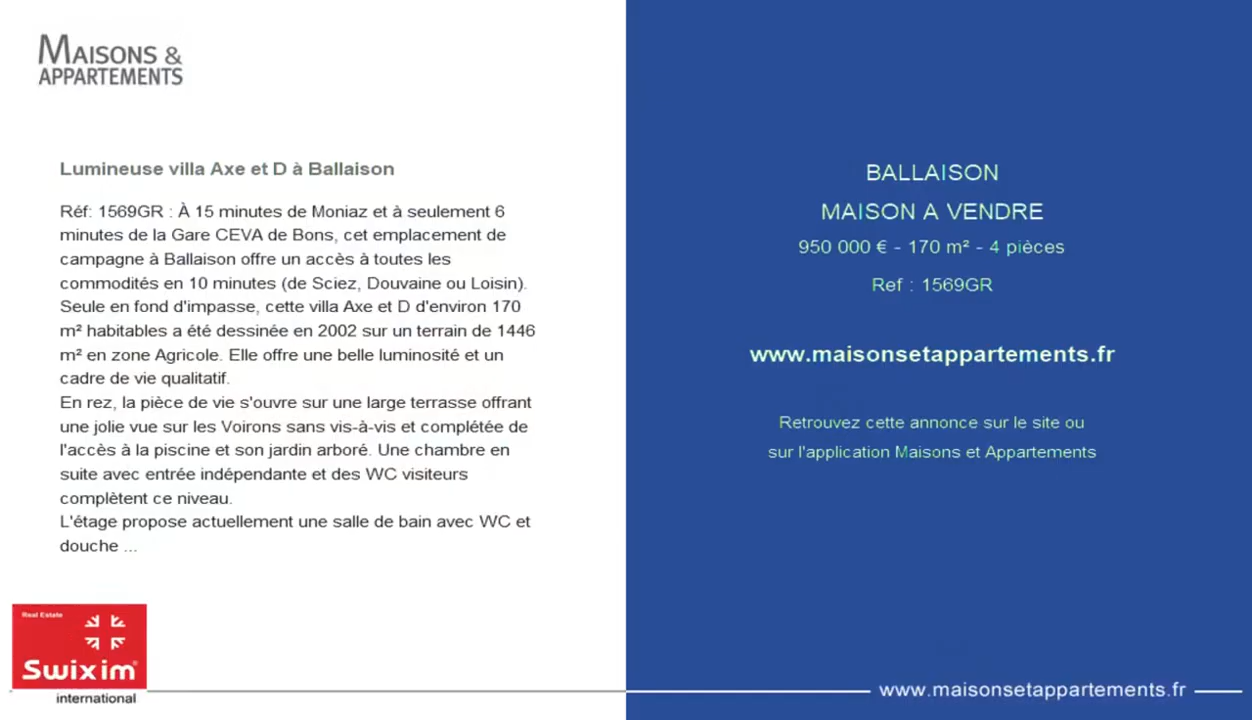 MAISONS &
APPARTEMENTS
Lumineuse villa Axe et D à Ballaison
Réf: 1569GR : À 15 minutes de Moniaz et à seulement 6
minutes de la Gare CEVA de Bons, cet emplacement de
campagne à Ballaison offre un accès à toutes les
commodités en 10 minutes (de Sciez, Douvaine ou Loisin).
Seule en fond d'impasse, cette villa Axe et D d'environ 170
m² habitables a été dessinée en 2002 sur un terrain de 1446
m² en zone Agricole. Elle offre une belle luminosité et un
cadre de vie qualitatif.
En rez, la pièce de vie s'ouvre sur une large terrasse offrant
une jolie vue sur les Voirons sans vis-à-vis et complétée de
l'accès à la piscine et son jardin arboré. Une chambre en
suite avec entrée indépendante et des WC visiteurs
complètent ce niveau.
L'étage propose actuellement une salle de bain avec WC et
douche ...
Real Estate
Swixim
international
BALLAISON
MAISON A VENDRE
950 000 € - 170 m² - 4 pièces
Ref : 1569GR
www.maisonsetappartements.fr
Retrouvez cette annonce sur le site ou
sur l'application Maisons et Appartements
www.maisonsetappartements.fr